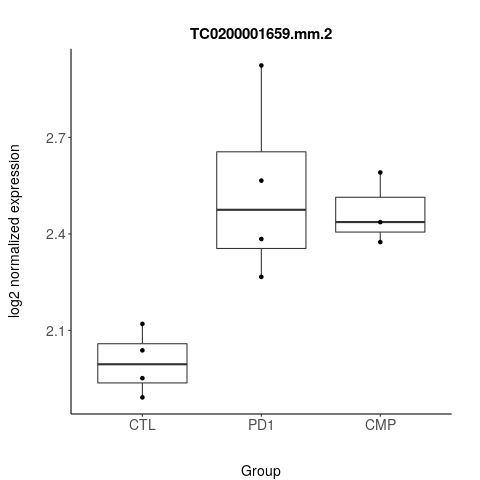 TC0200001659.mm.2
log2 normalized expression
2.7
2.4
2.1
CTL PD1 CMP
Group